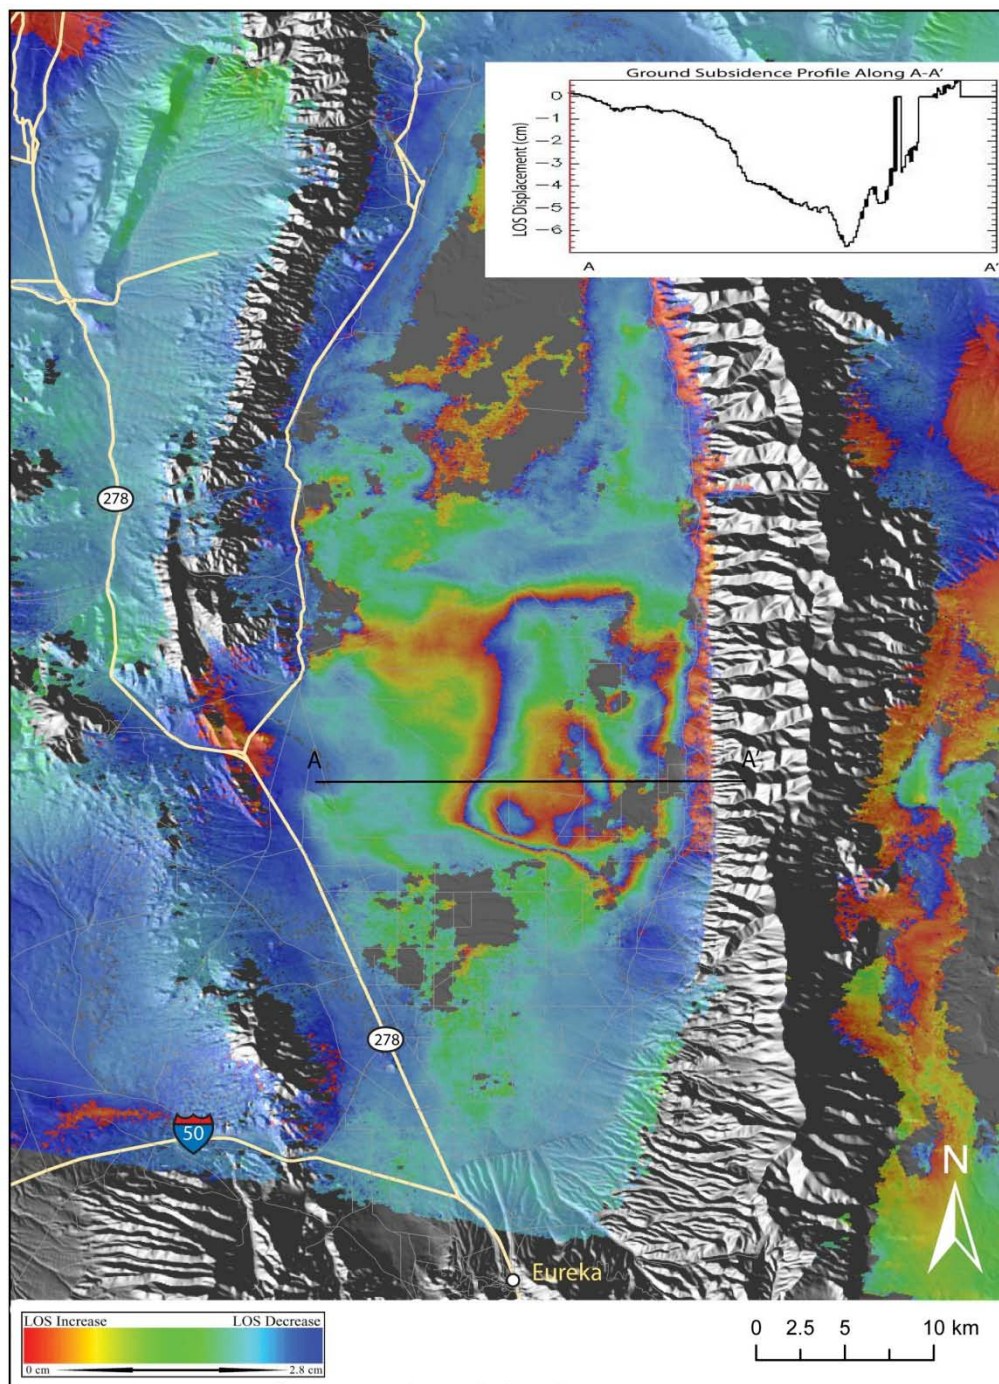 Ground Subsidence Profile Along A-A'
0
−1
−2
−3
−4
−5
−6
LOS Displacement (cm)
A
A'
278
A
A'
278
50
N
Eureka
LOS Increase
LOS Decrease
0 cm
2.8 cm
0 2.5 5 10 km